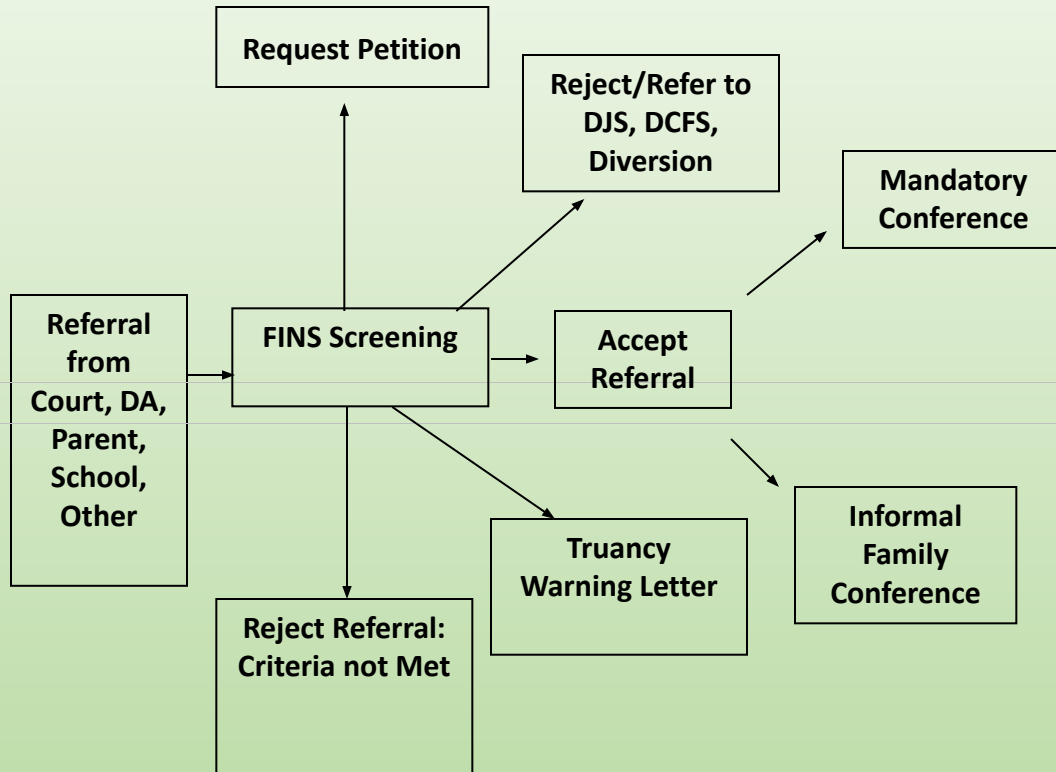 Request Petition
Reject/Refer to
DJS, DCFS,
Diversion
Mandatory
Conference
Referral
from
Court, DA,
Parent,
School,
Other
FINS Screening
Accept
Referral
Truancy
Warning Letter
Informal
Family
Conference
Reject Referral:
Criteria not Met